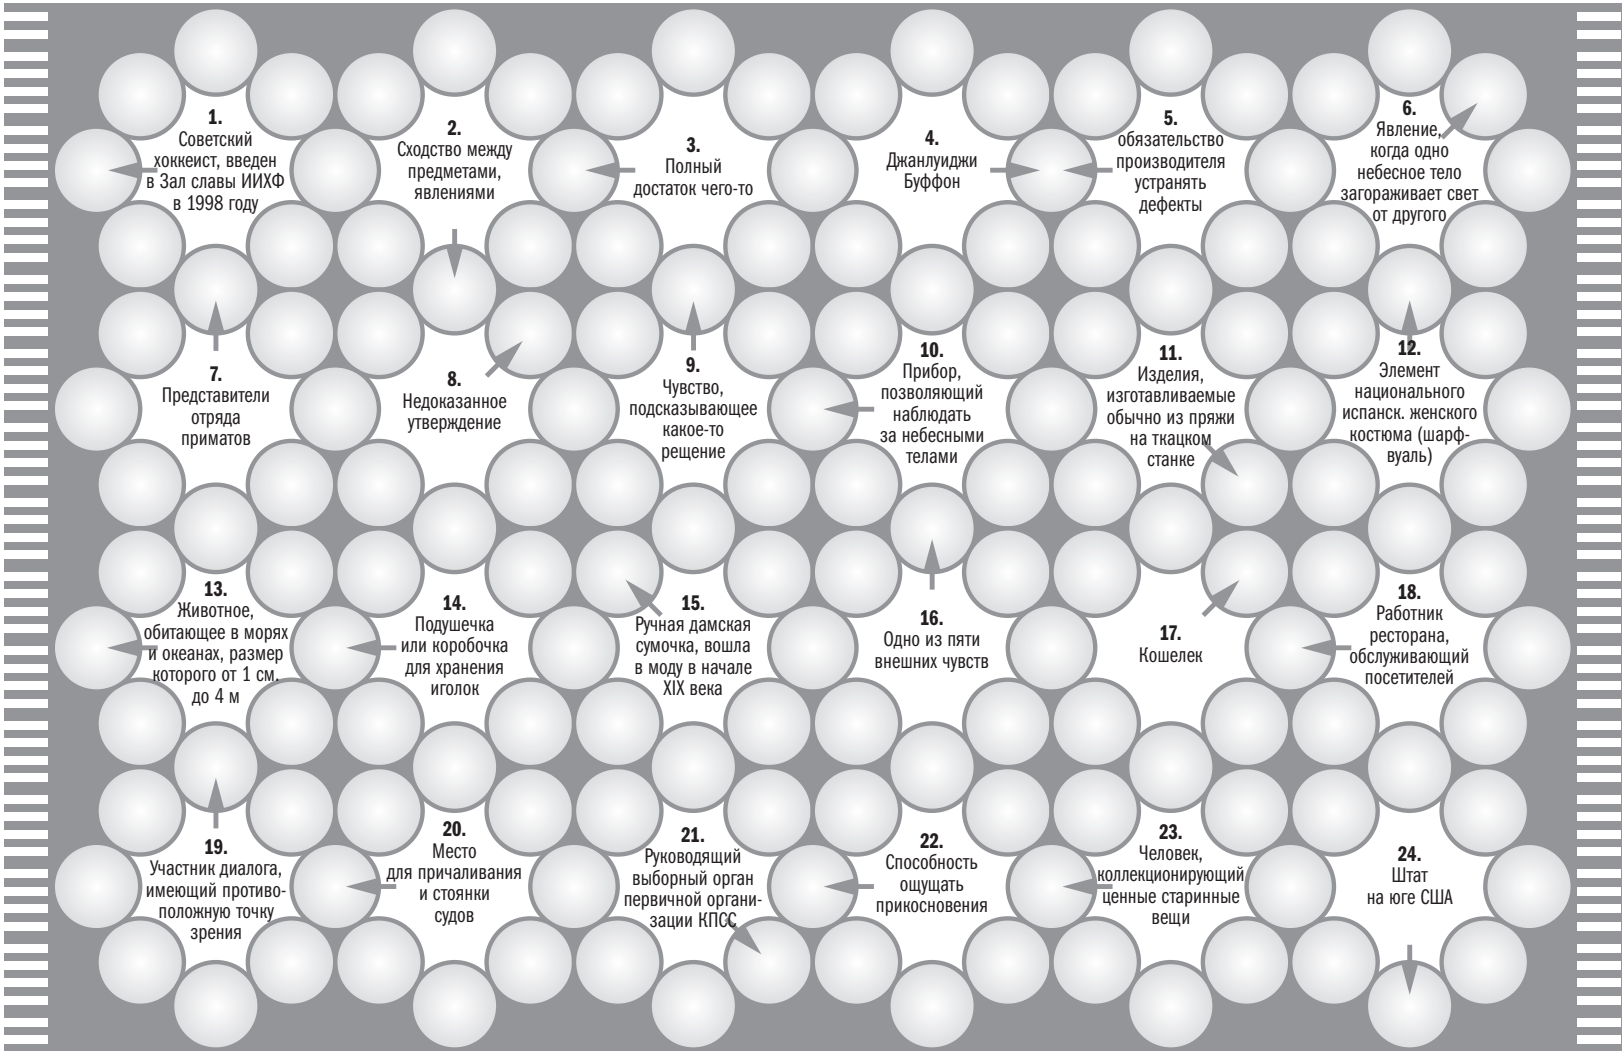 1.
Советский
хоккеист, введен
в Зал славы ИИХФ
в 1998 году
2.
Сходство между
предметами,
явлениями
3.
Полный
достаток чего-то
4.
Джанлуиджи
Буффон
5.
обязательство
производителя
устранять
дефекты
6.
Явление,
когда одно
небесное тело
загораживает свет
от другого
7.
Представители
отряда
приматов
8.
Недоказанное
утверждение
9.
Чувство,
подсказывающее
какое-то
рещение
10.
Прибор,
позволяющий
наблюдать
за небесными
телами
11.
Изделия,
изготавливаемые
обычно из пряжи
на ткацком
станке
12.
Элемент
национального
испанск. женского
костюма (шарф-
вуаль)
13.
Животное,
обитающее в морях
и океанах, размер
которого от 1 см.
до 4 м
14.
Подушечка
или коробочка
для хранения
иголок
15.
Ручная дамская
сумочка, вошла
в моду в начале
XIX века
16.
Одно из пяти
внешних чувств
17.
Кошелек
18.
Работник
ресторана,
обслуживающий
посетителей
19.
Участник диалога,
имеющий противо-
положную точку
зрения
20.
Место
для причаливания
и стоянки
судов
21.
Руководящий
выборный орган
первичной органи-
зации КПСС
22.
Способность
ощущать
прикосновения
23.
Человек,
коллекционирующий
ценные старинные
вещи
24.
Штат
на юге США